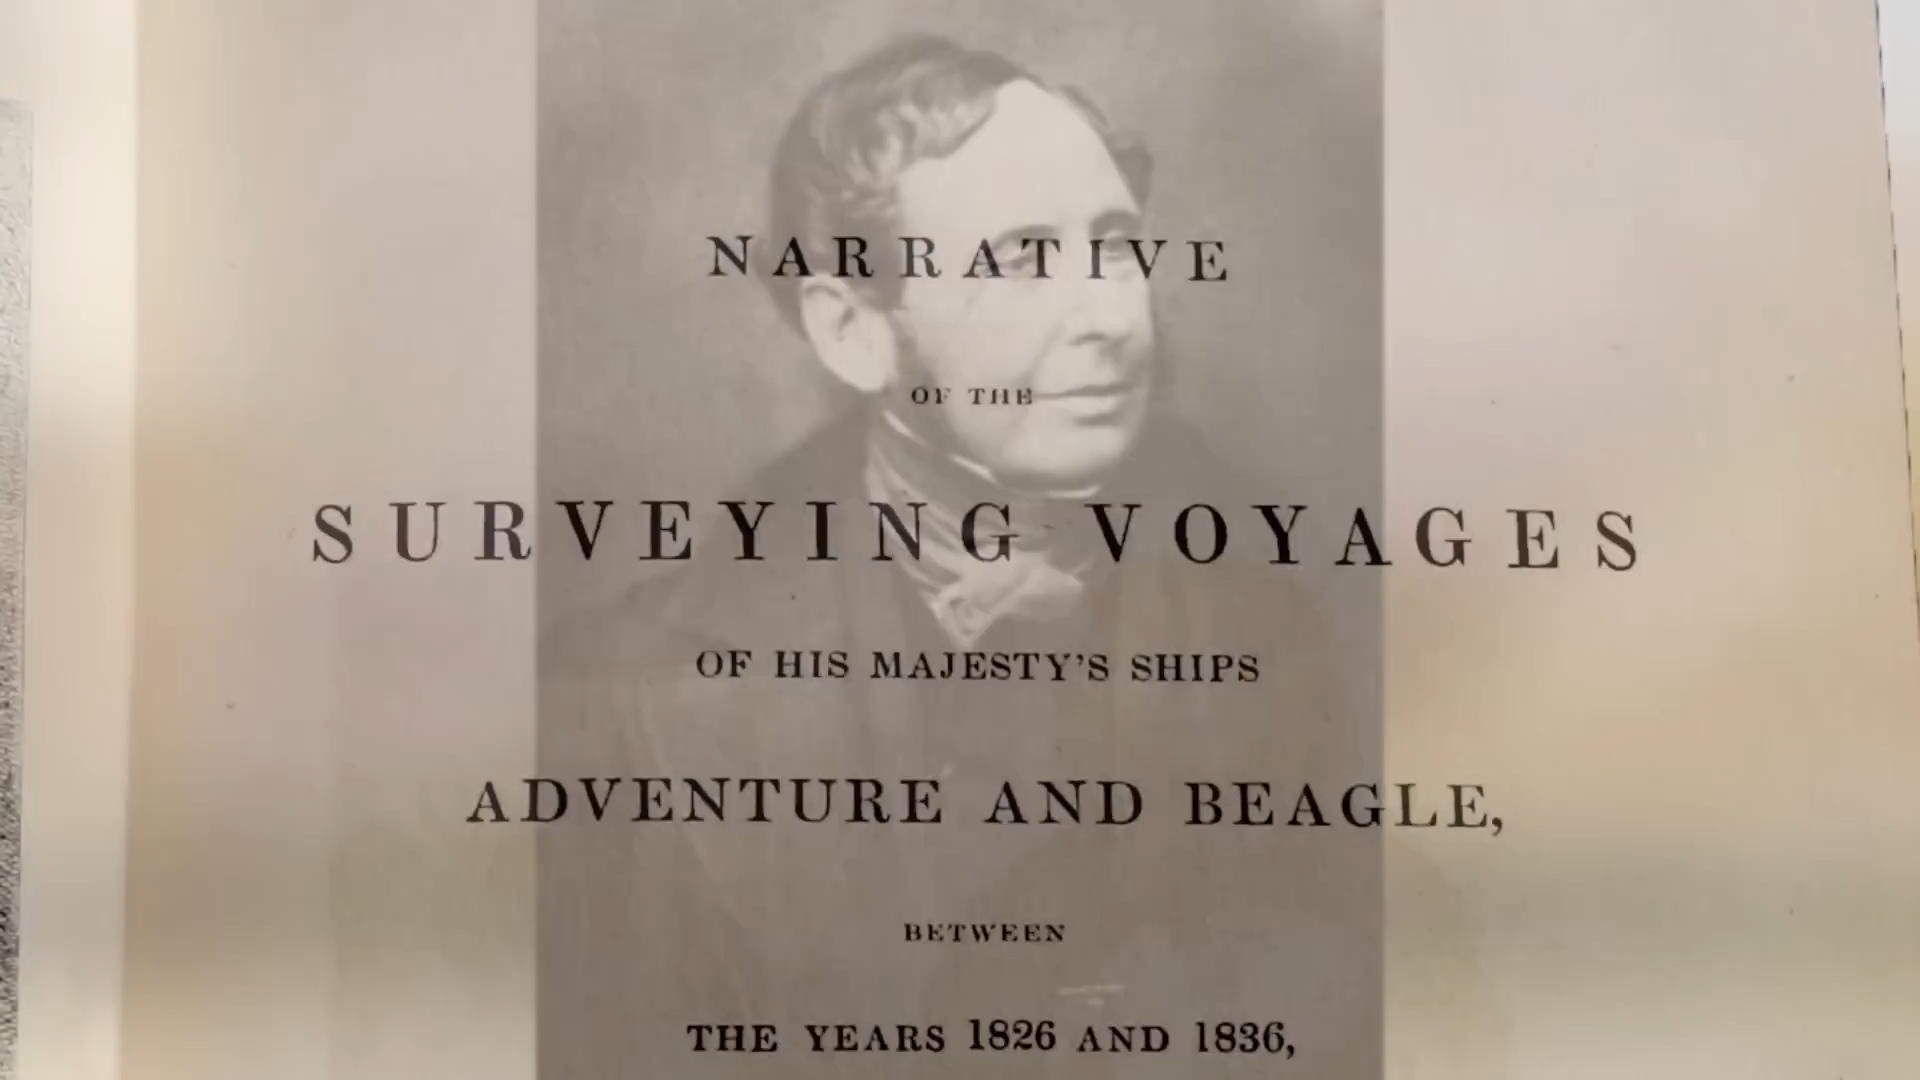 NARRATIVE
OF THE
SURVEYING VOYAGES
OF HIS MAJESTY'S SHIPS
ADVENTURE AND BEAGLE,
BETWEEN
THE YEARS 1826 AND 1836,